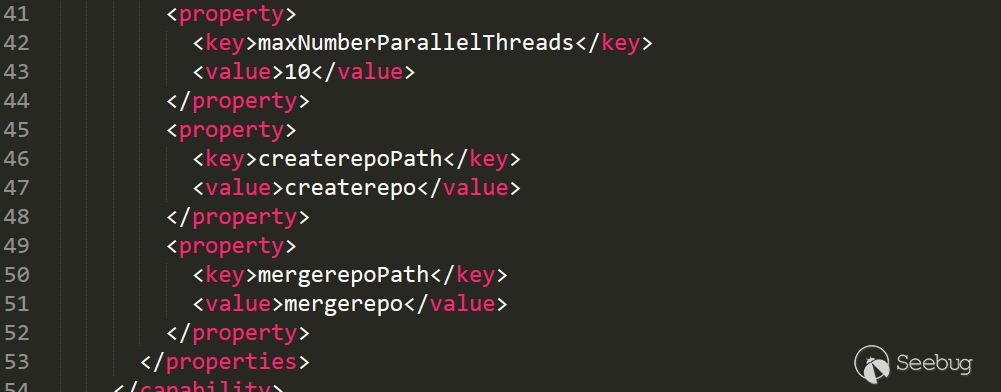 41 <property>
42 <key>maxNumberParallelThreads</key>
43 <value>10</value>
44 </property>
45 <property>
46 <key>createrepoPath</key>
47 <value>createrepo</value>
48 </property>
49 <property>
50 <key>mergerepoPath</key>
51 <value>mergerepo</value>
52 </property>
53 </properties>
54 </capability>
Seebug